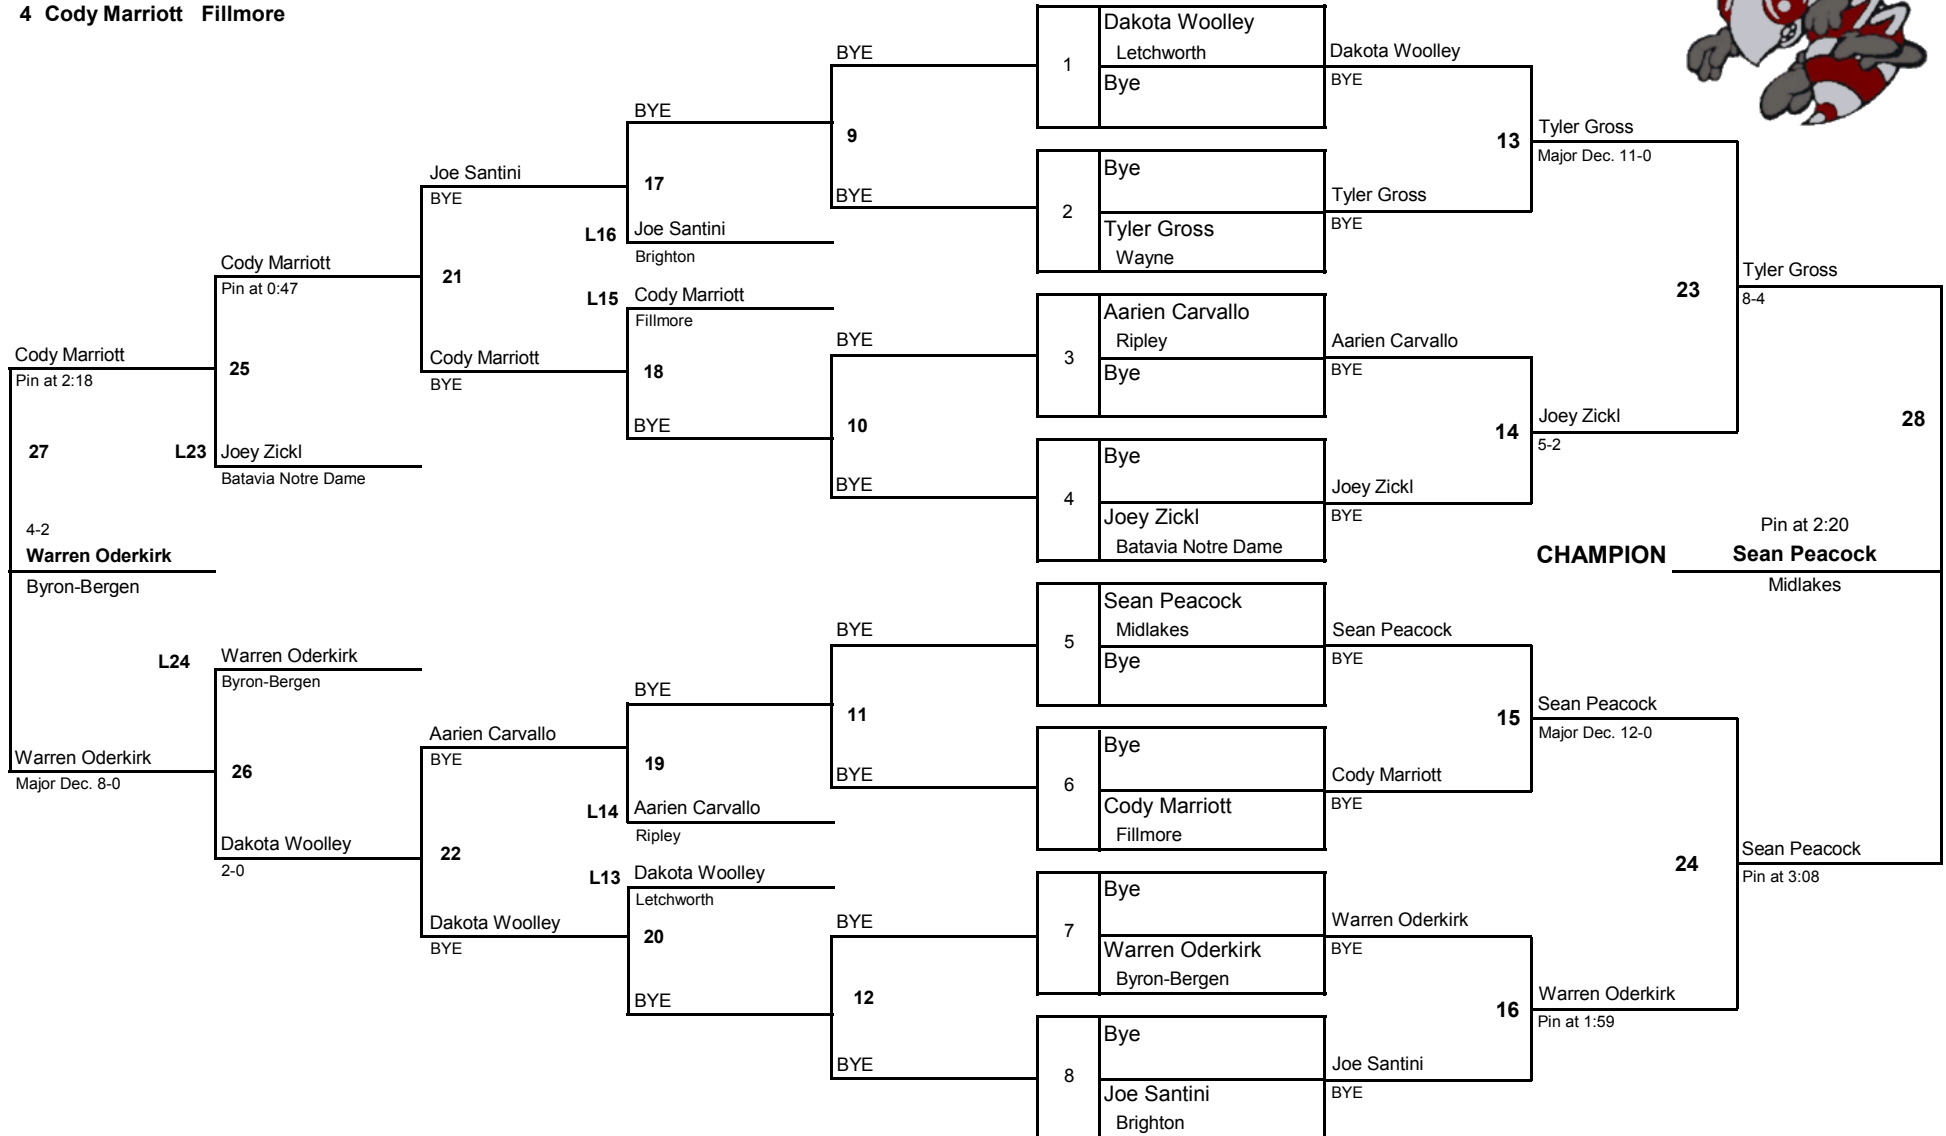 4 Cody Marriott Fillmore
BYE
BYE
Joe Santini
BYE
17
L16
Joe Santini
Brighton
9
BYE
Cody Marriott
Pin at 0:47
21
L15
Cody Marriott
Fillmore
Cody Marriott
BYE
18
BYE
BYE
10
BYE
Cody Marriott
Pin at 2:18
25
27
L23
Joey Zickl
Batavia Notre Dame
4-2
Warren Oderkirk
Byron-Bergen
L24
Warren Oderkirk
Byron-Bergen
Warren Oderkirk
Major Dec. 8-0
26
Dakota Woolley
2-0
Aarien Carvallo
BYE
22
Dakota Woolley
BYE
BYE
19
L14
Aarien Carvallo
Ripley
L13
Dakota Woolley
Letchworth
20
BYE
BYE
11
BYE
BYE
12
BYE
1
Dakota Woolley
Letchworth
Bye
2
Bye
Tyler Gross
Wayne
3
Aarien Carvallo
Ripley
Bye
4
Bye
Joey Zickl
Batavia Notre Dame
5
Sean Peacock
Midlakes
Bye
6
Bye
Cody Marriott
Fillmore
7
Bye
Warren Oderkirk
Byron-Bergen
8
Bye
Joe Santini
Brighton
Dakota Woolley
BYE
13
Tyler Gross
BYE
Aarien Carvallo
BYE
14
Joey Zickl
BYE
Sean Peacock
BYE
15
Cody Marriott
BYE
Warren Oderkirk
BYE
16
Joe Santini
BYE
Tyler Gross
Major Dec. 11-0
23
Joey Zickl
5-2
Sean Peacock
Major Dec. 12-0
24
Warren Oderkirk
Pin at 1:59
Tyler Gross
8-4
28
Pin at 2:20
CHAMPION Sean Peacock
Midlakes
Sean Peacock
Pin at 3:08